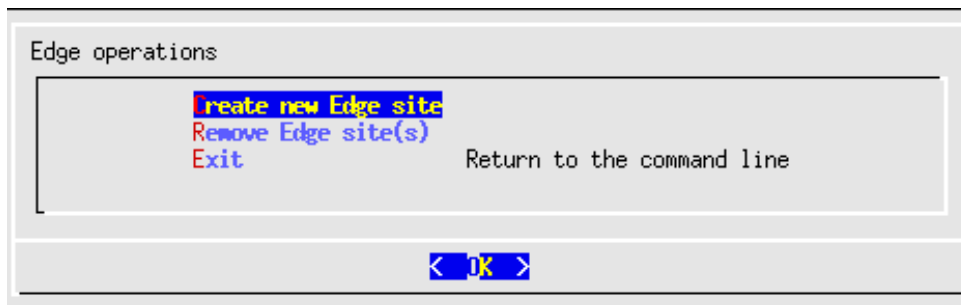 Edge operations
Create new Edge site
Remove Edge site(s)
Exit Return to the command line
< OK >